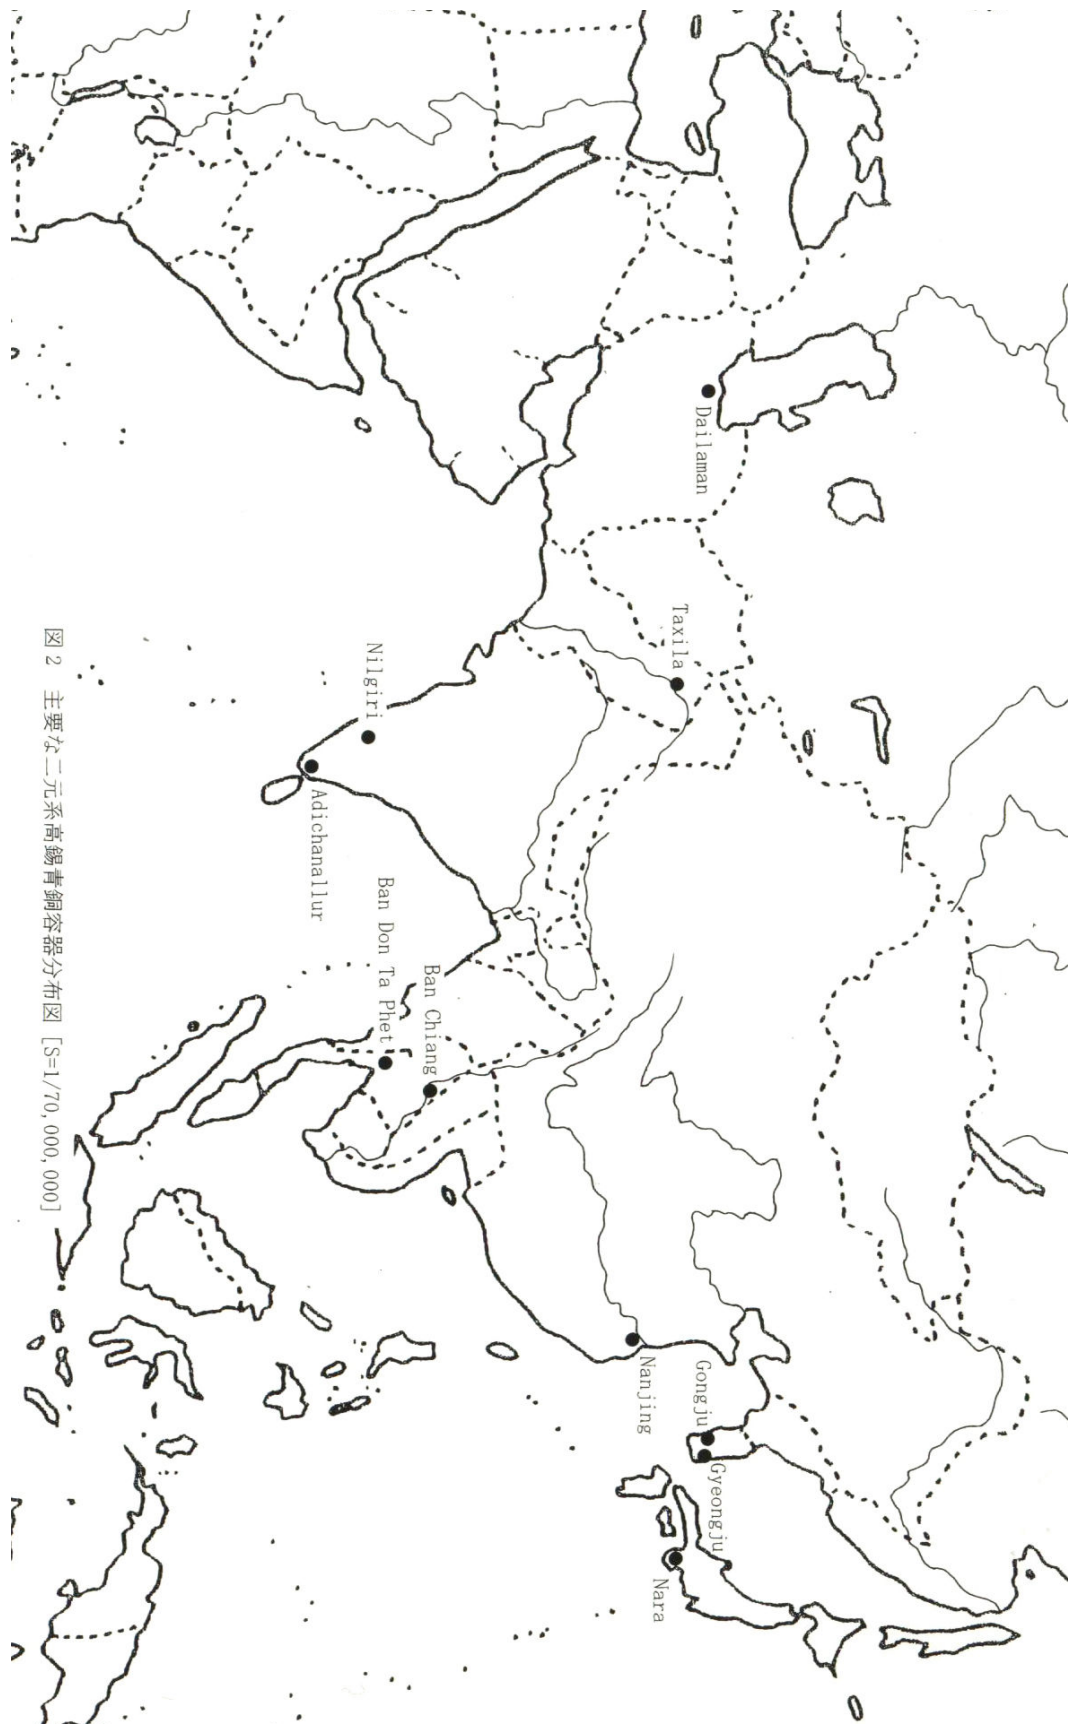 Dailaman
Taxila
Nilgiri
Adichanallur
Ban Don Ta Phet
Ban Chiang
Nanjing
Gongju
Gyeongju
Nara
図2 主要な二元系高錫青銅容器分布図 [S=1/70,000,000]